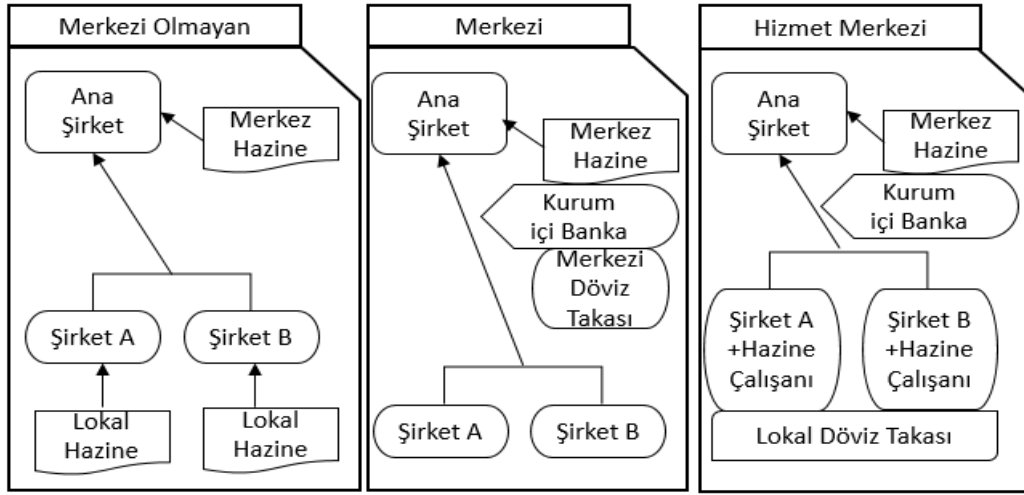 Merkezi Olmayan
Ana
Şirket
Merkez
Hazine
Şirket A
Şirket B
Lokal
Hazine
Lokal
Hazine
Merkezi
Ana
Şirket
Merkez
Hazine
Kurum
içi Banka
Merkezi
Döviz
Takası
Şirket A
Şirket B
Hizmet Merkezi
Ana
Şirket
Merkez
Hazine
Kurum
içi Banka
Şirket A
+Hazine
Çalışanı
Şirket B
+Hazine
Çalışanı
Lokal Döviz Takası